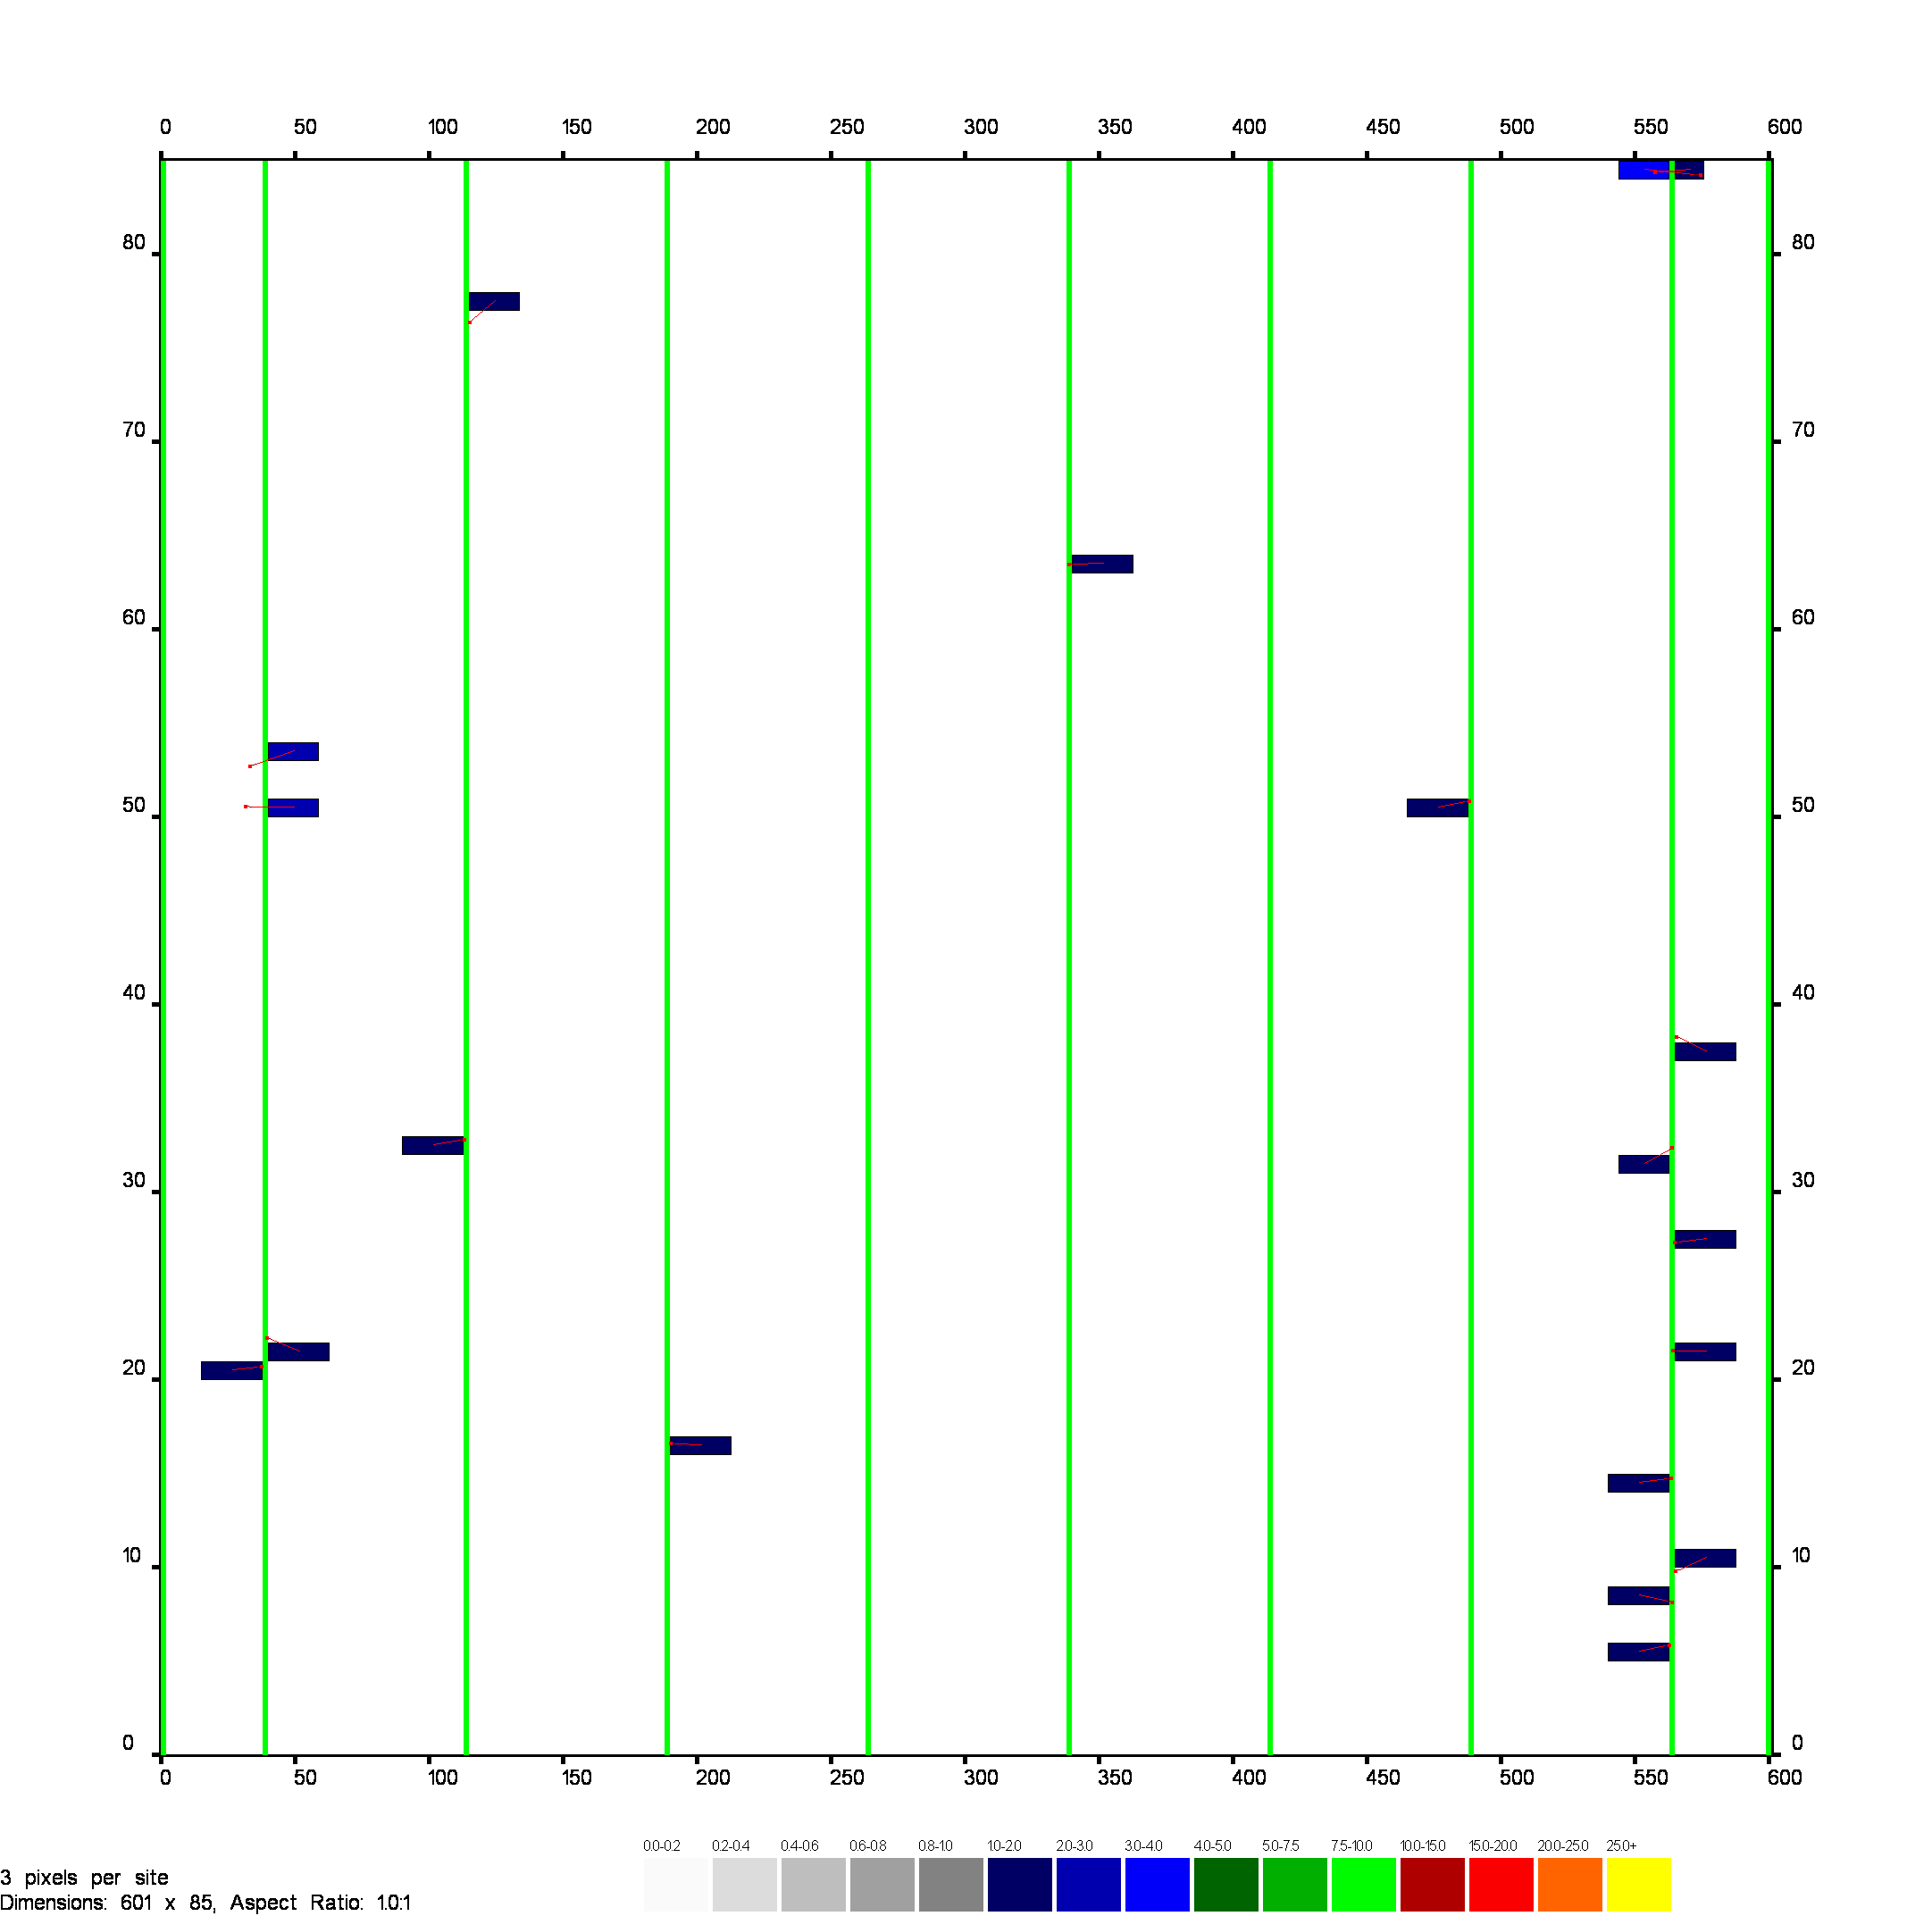 0 50 100 150 200 250 300 350 400 450 500 550 600
80 80
70 70
60 60
50 50
40 40
30 30
20 20
10 10
0 0
0 50 100 150 200 250 300 350 400 450 500 550 600
0.0-0.2 0.2-0.4 0.4-0.6 0.6-0.8 0.8-1.0 1.0-2.0 2.0-3.0 3.0-4.0 4.0-5.0 5.0-7.5 7.5-10.0 10.0-15.0 15.0-20.0 20.0-25.0 25.0+
3 pixels per site
Dimensions: 601 x 85, Aspect Ratio: 1.0:1